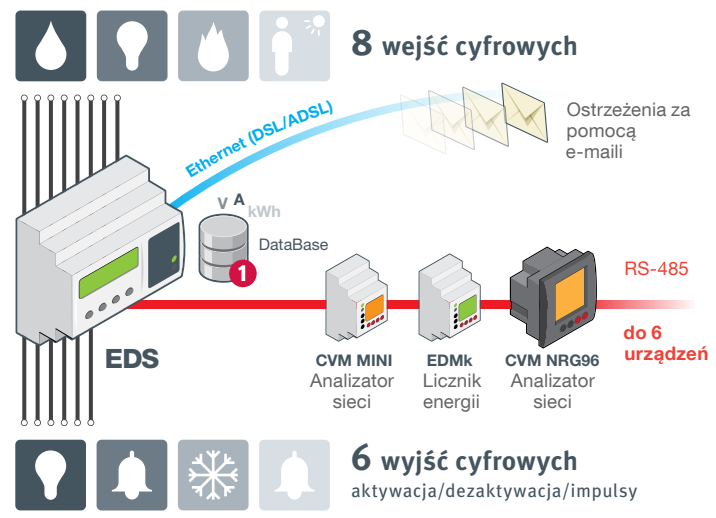 8 wejść cyfrowych
Ethernet (DSL/ADSL)
Ostrzeżenia za
pomocą
e-maili
V A
kWh
DataBase
1
RS-485
do 6
urządzeń
EDS
CVM MINI
Analizator
sieci
EDMk
Licznik
energii
CVM NRG96
Analizator
sieci
6 wyjść cyfrowych
aktywacja/dezaktywacja/impulsy